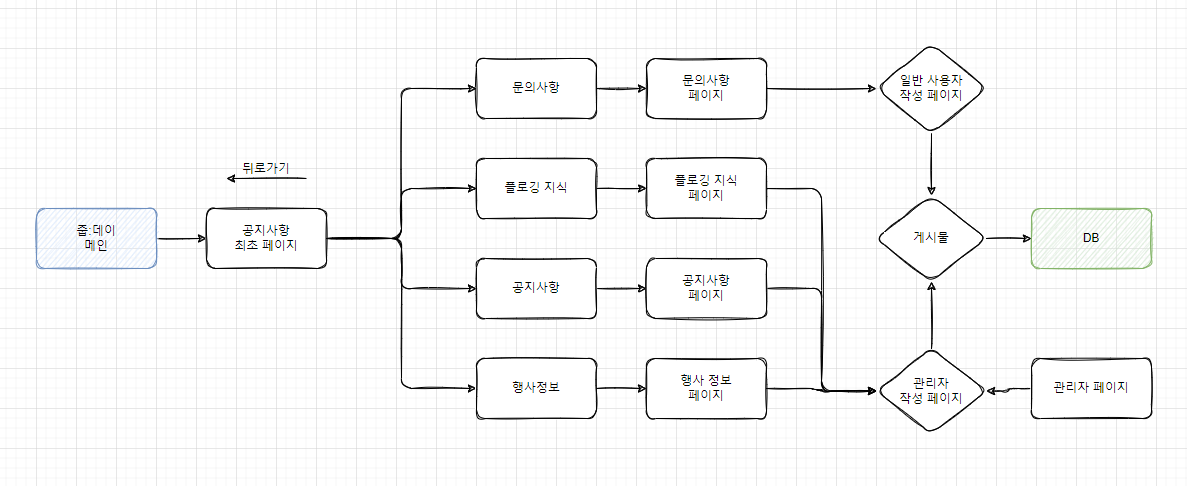 문의사항
문의사항
페이지
일반 사용자
작성 페이지
뒤로가기
플로깅 지식
플로깅 지식
페이지
줍:데이
메인
공지사항
최초 페이지
게시물
DB
공지사항
공지사항
페이지
행사정보
행사 정보
페이지
관리자
작성 페이지
관리자 페이지